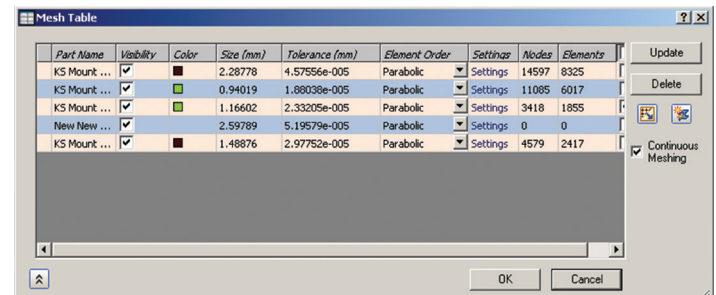 Mesh Table
Part Name Visibility Color Size (mm) Tolerance (mm) Element Order Settings Nodes Elements
KS Mount ... 2.28778 4.57556e-005 Parabolic Settings 14597 8325
KS Mount ... 0.94019 1.88038e-005 Parabolic Settings 11085 6017
KS Mount ... 1.16602 2.33205e-005 Parabolic Settings 3418 1855
New New ... 2.59789 5.19579e-005 Parabolic Settings 0 0
KS Mount ... 1.48876 2.97752e-005 Parabolic Settings 4579 2417
Update
Delete
Continuous
Meshing
OK Cancel